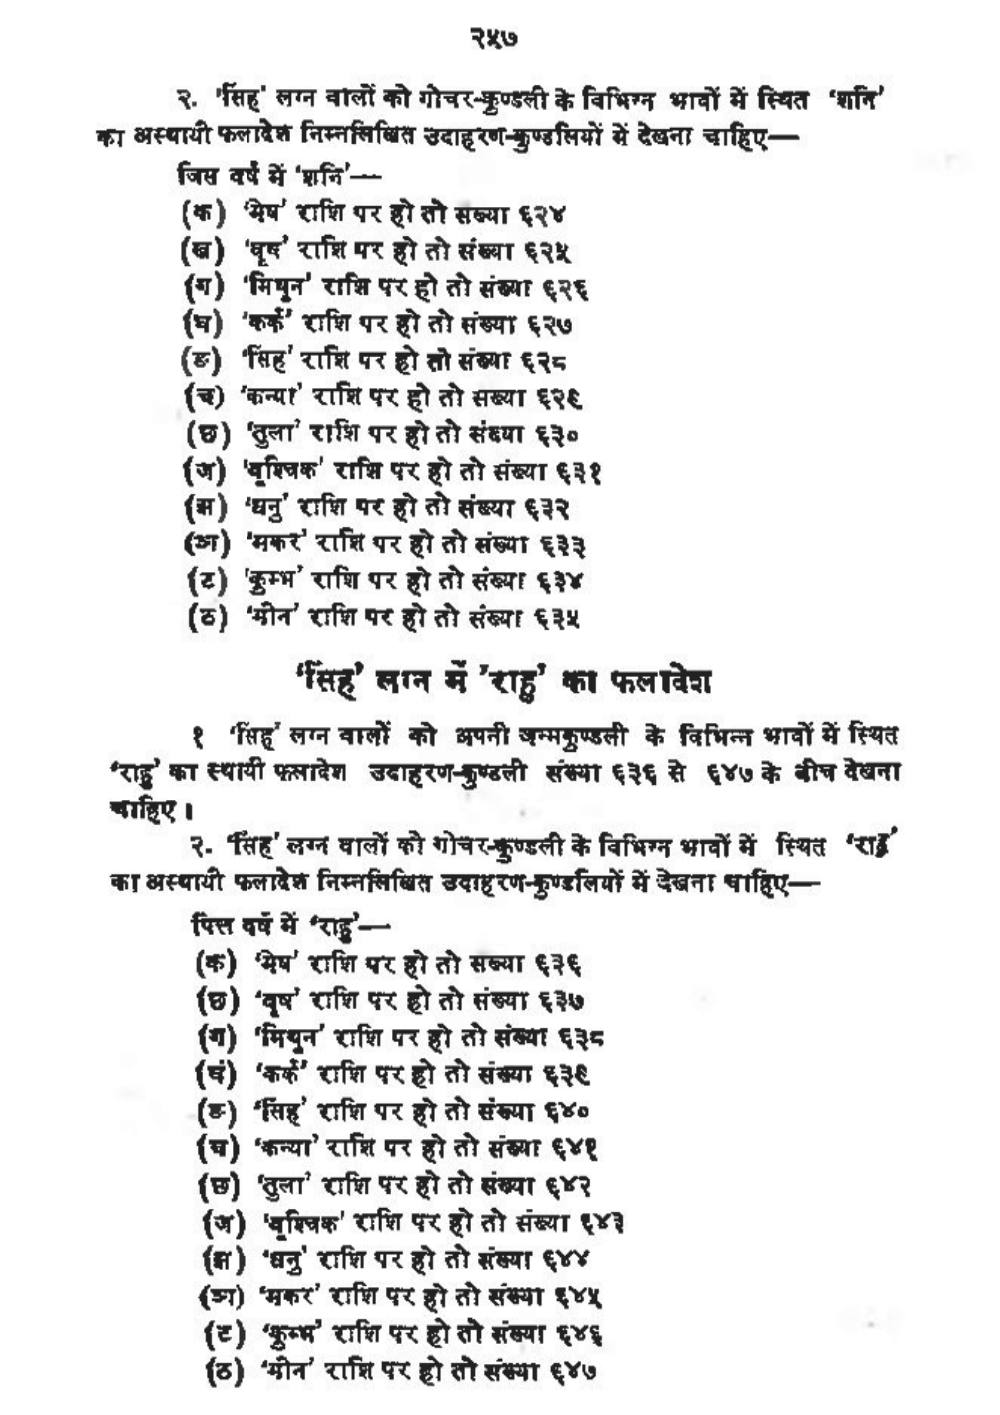 २५७
२. 'सिंह' लग्न वालों को गोचर-कुण्डली के विभिन्न भावों में स्थित 'शनि'
का अस्थायी फलादेश निम्नलिखित उदाहरण-कुण्डलियों में देखना चाहिए—
जिस वर्ष में 'शनि'—
(क) 'मेष' राशि पर हो तो संख्या ६२४
(ख) 'वृष' राशि पर हो तो संख्या ६२५
(ग) 'मिथुन' राशि पर हो तो संख्या ६२६
(घ) 'कर्क' राशि पर हो तो संख्या ६२७
(ङ) 'सिंह' राशि पर हो तो संख्या ६२८
(च) 'कन्या' राशि पर हो तो संख्या ६२९
(छ) 'तुला' राशि पर हो तो संख्या ६३०
(ज) 'वृश्चिक' राशि पर हो तो संख्या ६३१
(झ) 'धनु' राशि पर हो तो संख्या ६३२
(ञ) 'मकर' राशि पर हो तो संख्या ६३३
(ट) 'कुम्भ' राशि पर हो तो संख्या ६३४
(ठ) 'मीन' राशि पर हो तो संख्या ६३५
'सिंह' लग्न में 'राहु' का फलादेश
१ 'सिंह' लग्न वालों को अपनी जन्मकुण्डली के विभिन्न भावों में स्थित
'राहु' का स्थायी फलादेश उदाहरण-कुण्डली संख्या ६३६ से ६४७ के बीच देखना
चाहिए।
२. 'सिंह' लग्न वालों को गोचर-कुण्डली के विभिन्न भावों में स्थित 'राहु'
का अस्थायी फलादेश निम्नलिखित उदाहरण-कुण्डलियों में देखना चाहिए—
जिस वर्ष में 'राहु'—
(क) 'मेष' राशि पर हो तो संख्या ६३६
(छ) 'वृष' राशि पर हो तो संख्या ६३७
(ग) 'मिथुन' राशि पर हो तो संख्या ६३८
(घ) 'कर्क' राशि पर हो तो संख्या ६३९
(ङ) 'सिंह' राशि पर हो तो संख्या ६४०
(च) 'कन्या' राशि पर हो तो संख्या ६४१
(छ) 'तुला' राशि पर हो तो संख्या ६४२
(ज) 'वृश्चिक' राशि पर हो तो संख्या ६४३
(झ) 'धनु' राशि पर हो तो संख्या ६४४
(ञ) 'मकर' राशि पर हो तो संख्या ६४५
(ट) 'कुम्भ' राशि पर हो तो संख्या ६४६
(ठ) 'मीन' राशि पर हो तो संख्या ६४७